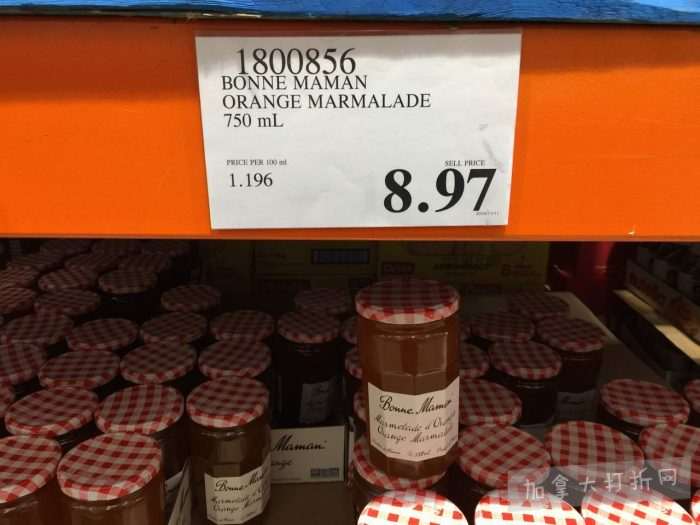 1800856
BONNE MAMAN
ORANGE MARMALADE
750 mL
PRICE PER 100 ml
1.196
SELL PRICE
8.97
Bonne Maman
Marmelade d'Oranges
Orange Marmalade
Bonne Maman
Marmelade d'Oranges
Orange Marmalade
Maman
Orange
加拿大打折网